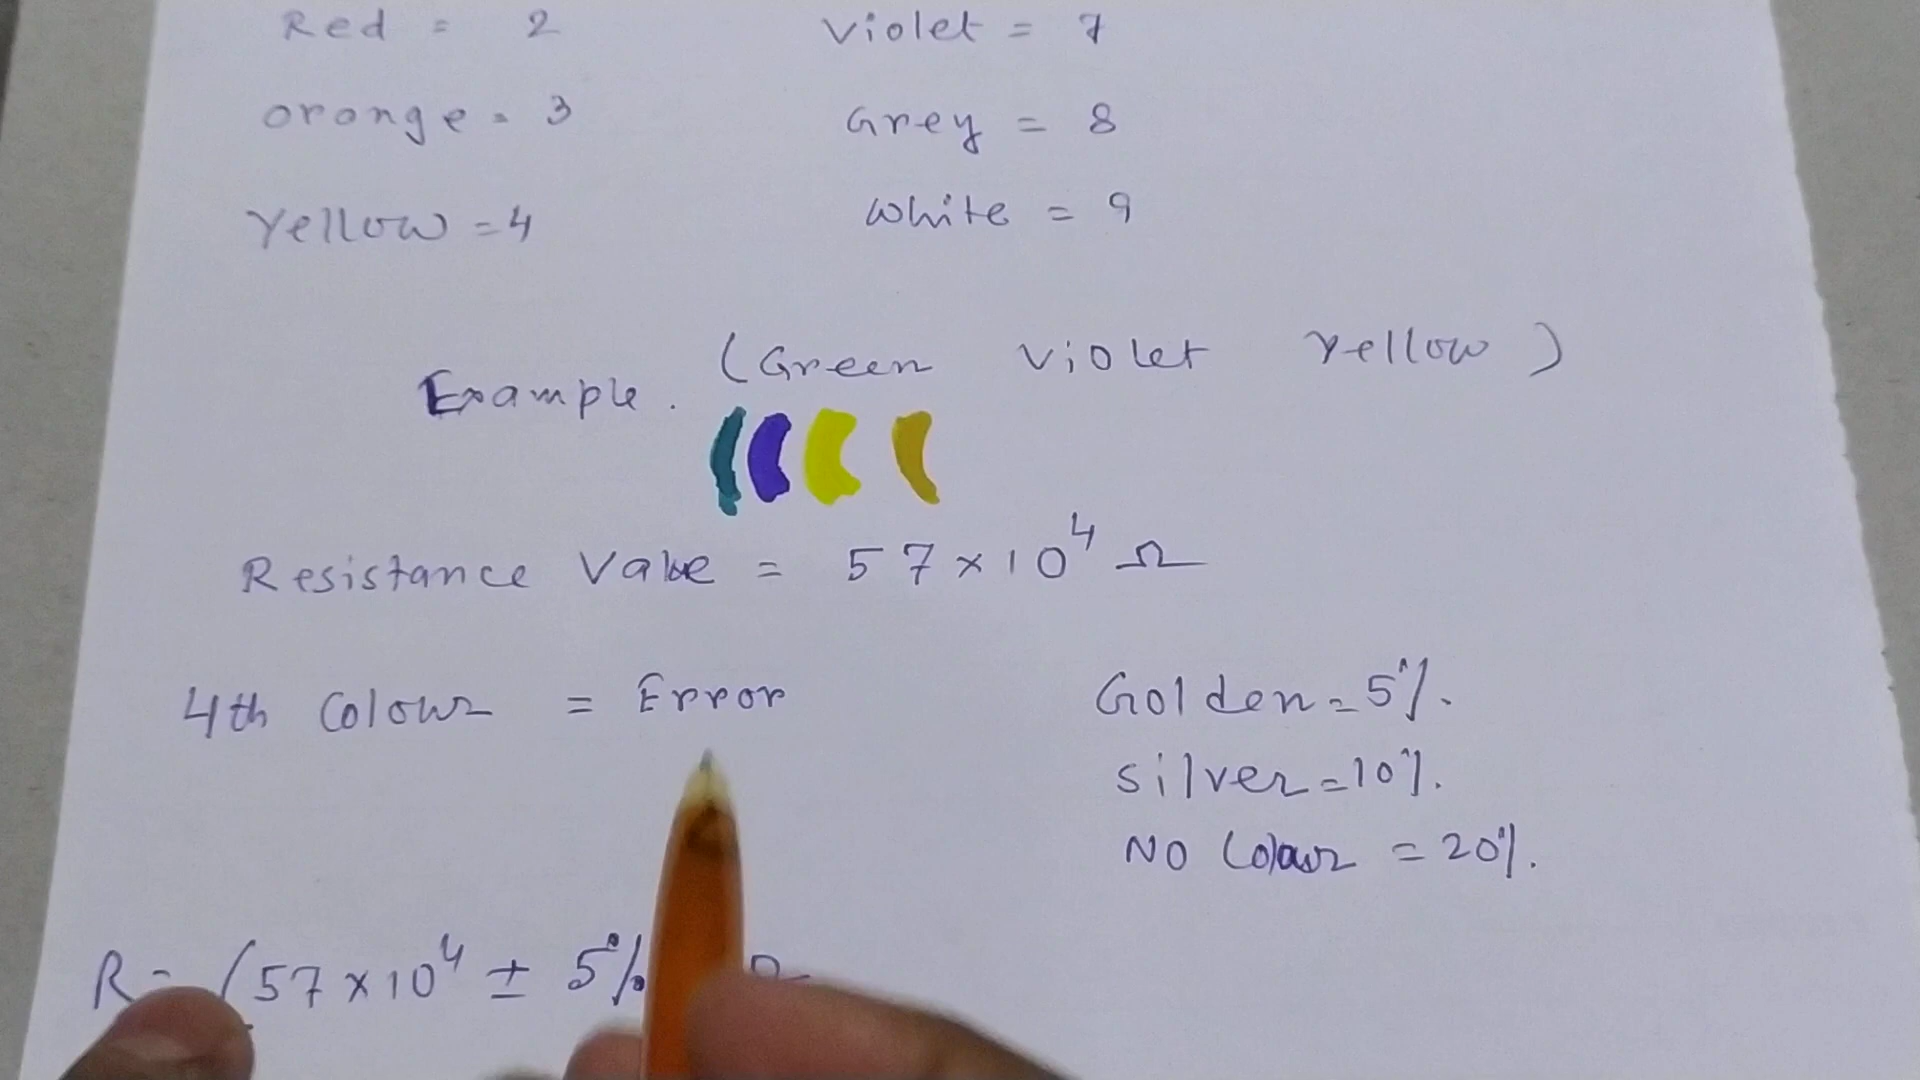 Red = 2
Violet = 7
orange = 3
Grey = 8
Yellow = 4
White = 9
Example. (Green Violet Yellow)
Resistance Value = 57 × 10⁴ Ω
4th Colour = Error
Golden = 5%.
Silver = 10%.
No Colour = 20%.
R = (57 × 10⁴ ± 5% Ω